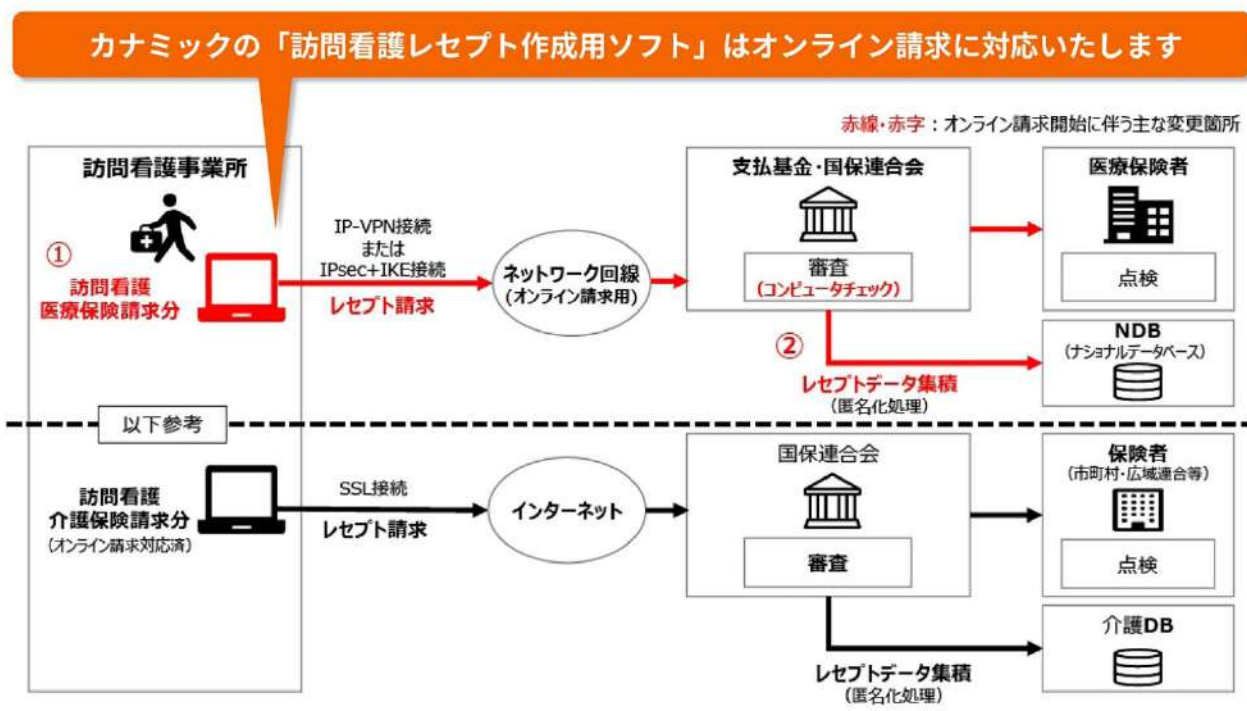 カナミックの「訪問看護レセプト作成用ソフト」はオンライン請求に対応いたします
赤線・赤字：オンライン請求開始に伴う主な変更箇所
訪問看護事業所
①
訪問看護
医療保険請求分
IP-VPN接続
または
IPsec+IKE接続
レセプト請求
ネットワーク回線
(オンライン請求用)
支払基金・国保連合会
審査
(コンピュータチェック)
医療保険者
点検
②
レセプトデータ集積
(匿名化処理)
NDB
(ナショナルデータベース)
以下参考
訪問看護
介護保険請求分
(オンライン請求対応済)
SSL接続
レセプト請求
インターネット
国保連合会
審査
保険者
(市町村・広域連合等)
点検
レセプトデータ集積
(匿名化処理)
介護DB